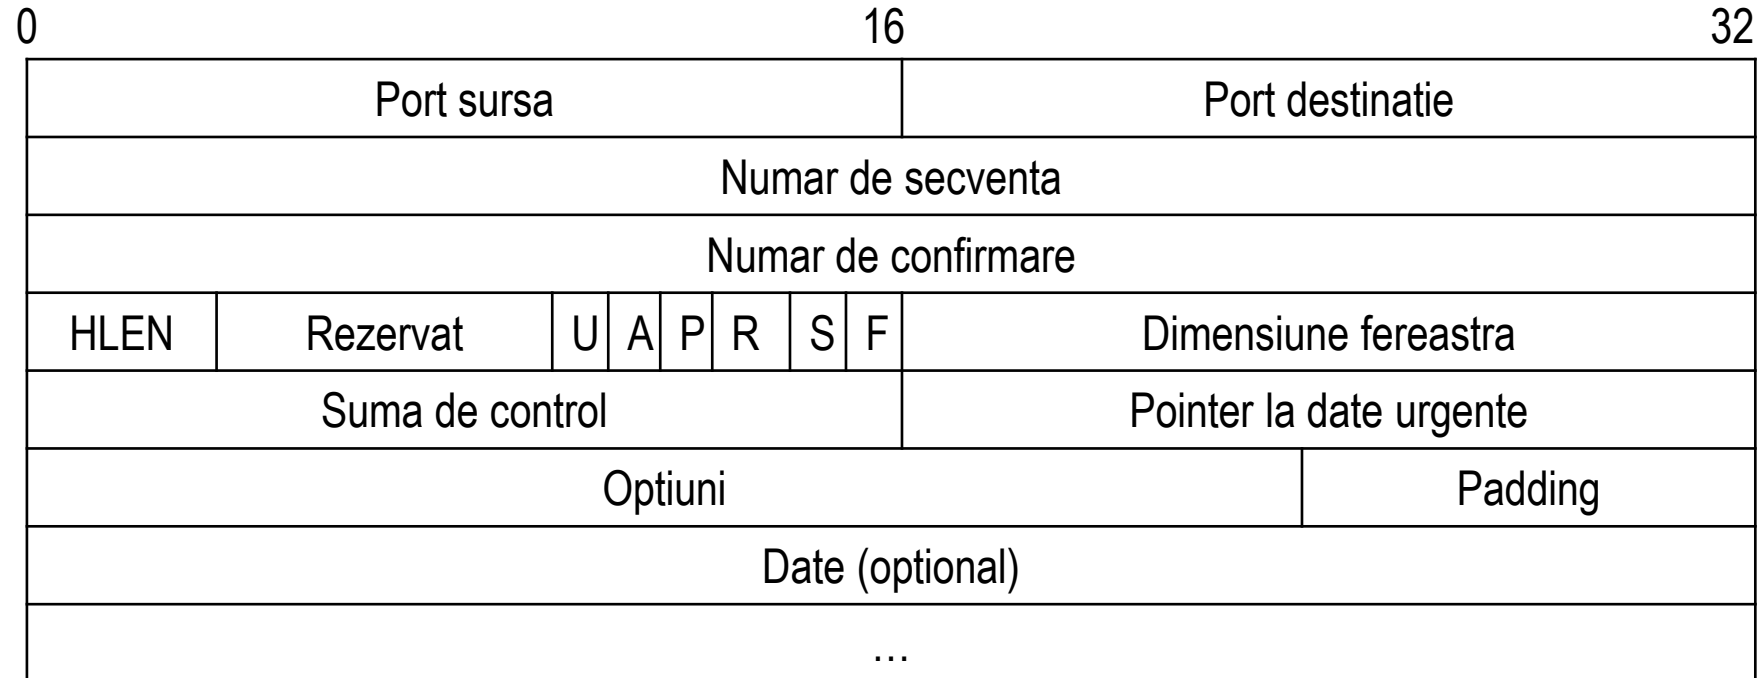 0 16 32
Port sursa Port destinatie
Numar de secventa
Numar de confirmare
HLEN Rezervat U A P R S F Dimensiune fereastra
Suma de control Pointer la date urgente
Optiuni Padding
Date (optional)
…